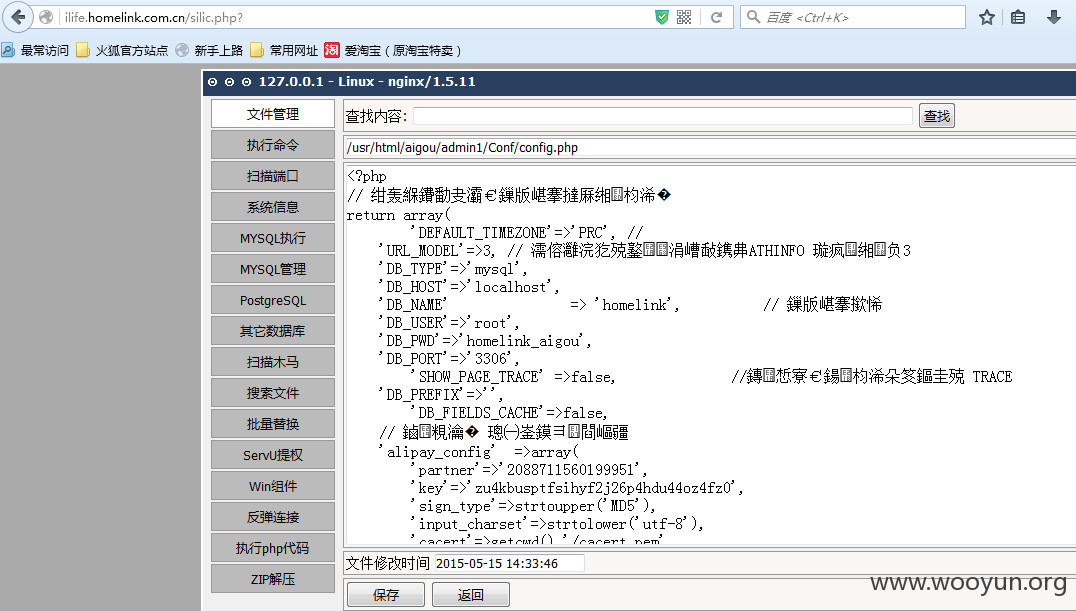 ilife.homelink.com.cn/silic.php?
百度 <Ctrl+K>
最常访问 火狐官方站点 新手上路 常用网址 淘 爱淘宝（原淘宝特卖）
127.0.0.1 - Linux - nginx/1.5.11
文件管理
执行命令
扫描端口
系统信息
MYSQL执行
MYSQL管理
PostgreSQL
其它数据库
扫描木马
搜索文件
批量替换
ServU提权
Win组件
反弹连接
执行php代码
ZIP解压
查找内容: 查找
/usr/html/aigou/admin1/Conf/config.php
<?php
//
return array(
'DEFAULT_TIMEZONE'=>'PRC', //
'URL_MODEL'=>3, // ATHINFO
'DB_TYPE'=>'mysql',
'DB_HOST'=>'localhost',
'DB_NAME' => 'homelink', //
'DB_USER'=>'root',
'DB_PWD'=>'homelink_aigou',
'DB_PORT'=>'3306',
'SHOW_PAGE_TRACE' =>false, // TRACE
'DB_PREFIX'=>'',
'DB_FIELDS_CACHE'=>false,
//
'alipay_config' =>array(
'partner'=>'2088711560199951',
'key'=>'zu4kbusptfsihyf2j26p4hdu44oz4fz0',
'sign_type'=>strtoupper('MD5'),
'input_charset'=>strtolower('utf-8'),
'cacert'=>getcwd().'/cacert.pem'
文件修改时间 2015-05-15 14:33:46
保存 返回
www.wooyun.org